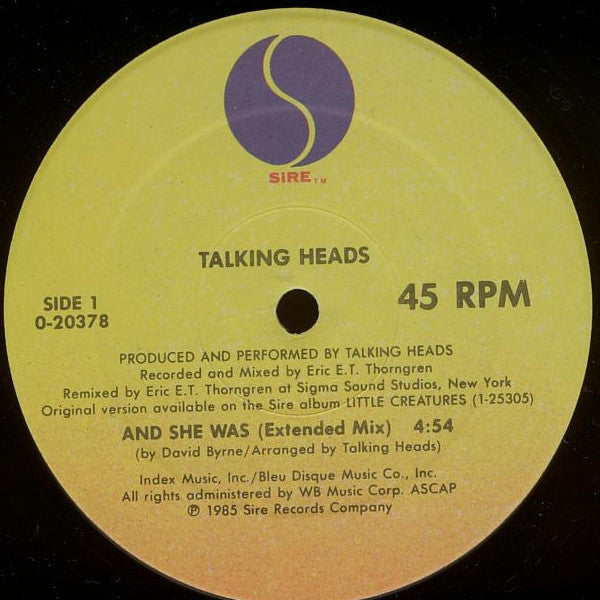 SIRE TM
TALKING HEADS
SIDE 1
0-20378
45 RPM
PRODUCED AND PERFORMED BY TALKING HEADS
Recorded and Mixed by Eric E.T. Thorngren
Remixed by Eric E.T. Thorngren at Sigma Sound Studios, New York
Original version available on the Sire album LITTLE CREATURES (1-25305)
AND SHE WAS (Extended Mix) 4:54
(by David Byrne/Arranged by Talking Heads)
Index Music, Inc./Bleu Disque Music Co., Inc.
All rights administered by WB Music Corp. ASCAP
℗ 1985 Sire Records Company